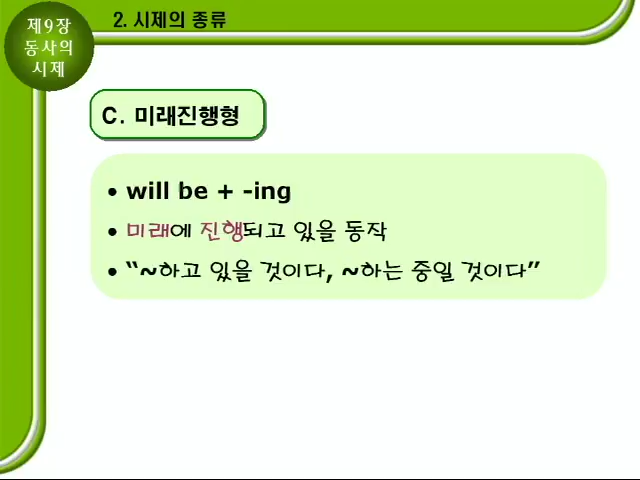 제9장
동사의
시제
2. 시제의 종류
C. 미래진행형
• will be + -ing
• 미래에 진행되고 있을 동작
• “~하고 있을 것이다, ~하는 중일 것이다”